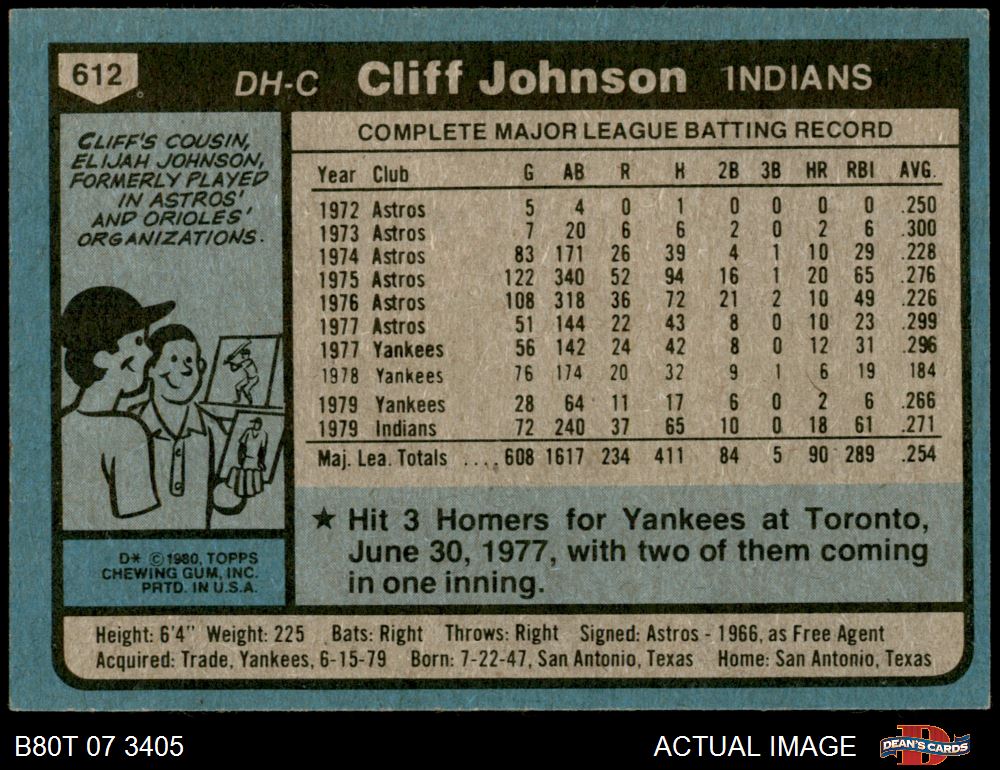 612 DH-C Cliff Johnson INDIANS
CLIFF'S COUSIN,
ELIJAH JOHNSON,
FORMERLY PLAYED
IN ASTROS'
AND ORIOLES'
ORGANIZATIONS.
D* © 1980, TOPPS
CHEWING GUM, INC.
PRTD. IN U.S.A.
COMPLETE MAJOR LEAGUE BATTING RECORD
Year Club G AB R H 2B 3B HR RBI AVG.
1972 Astros 5 4 0 1 0 0 0 0 .250
1973 Astros 7 20 6 6 2 0 2 6 .300
1974 Astros 83 171 26 39 4 1 10 29 .228
1975 Astros 122 340 52 94 16 1 20 65 .276
1976 Astros 108 318 36 72 21 2 10 49 .226
1977 Astros 51 144 22 43 8 0 10 23 .299
1977 Yankees 56 142 24 42 8 0 12 31 .296
1978 Yankees 76 174 20 32 9 1 6 19 184
1979 Yankees 28 64 11 17 6 0 2 6 .266
1979 Indians 72 240 37 65 10 0 18 61 .271
Maj. Lea. Totals .... 608 1617 234 411 84 5 90 289 .254
★ Hit 3 Homers for Yankees at Toronto,
June 30, 1977, with two of them coming
in one inning.
Height: 6'4" Weight: 225 Bats: Right Throws: Right Signed: Astros - 1966, as Free Agent
Acquired: Trade, Yankees, 6-15-79 Born: 7-22-47, San Antonio, Texas Home: San Antonio, Texas
B80T 07 3405 ACTUAL IMAGE DEAN'S CARDS